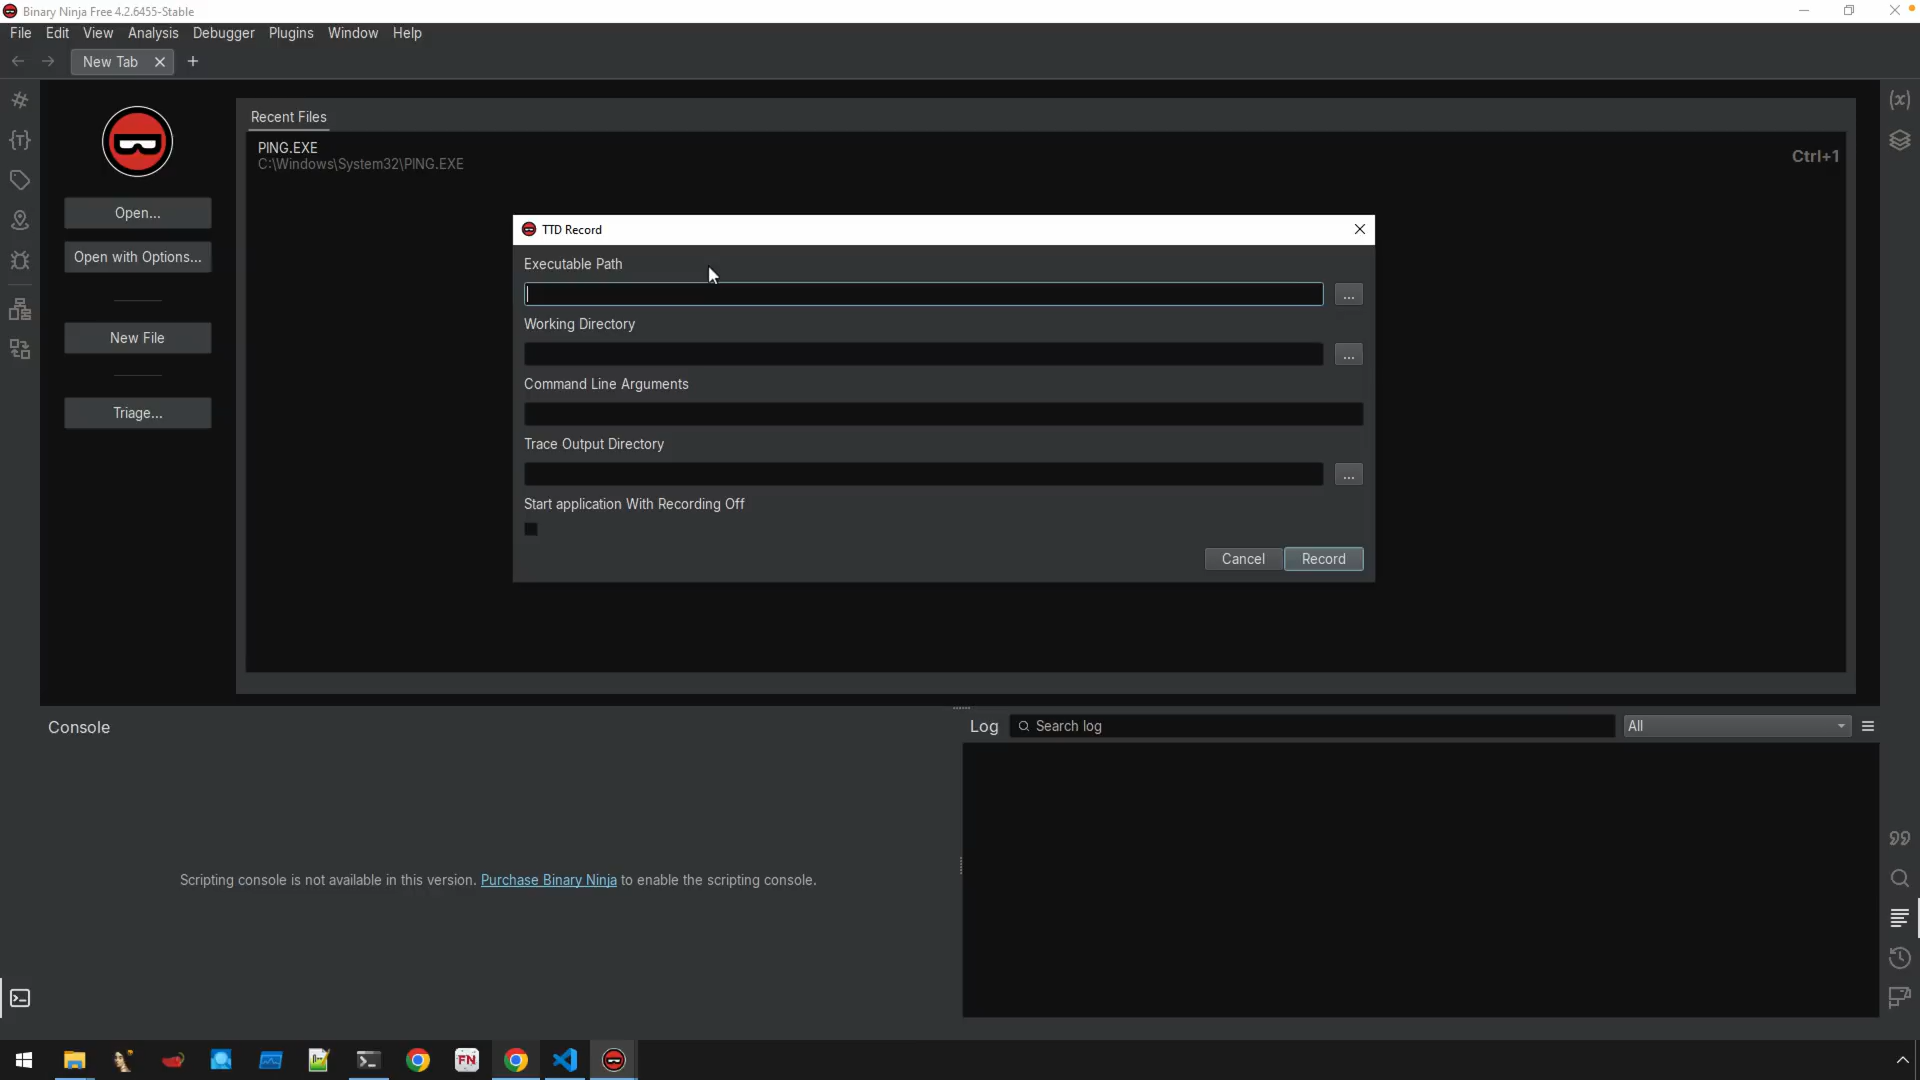 Binary Ninja Free 4.2.6455-Stable
File Edit View Analysis Debugger Plugins Window Help
New Tab
Recent Files
PING.EXE
C:\Windows\System32\PING.EXE
Ctrl+1
Open...
Open with Options...
New File
Triage...
TTD Record
Executable Path
...
Working Directory
...
Command Line Arguments
Trace Output Directory
...
Start application With Recording Off
Cancel Record
Console
Scripting console is not available in this version. Purchase Binary Ninja to enable the scripting console.
Log Search log All
FN